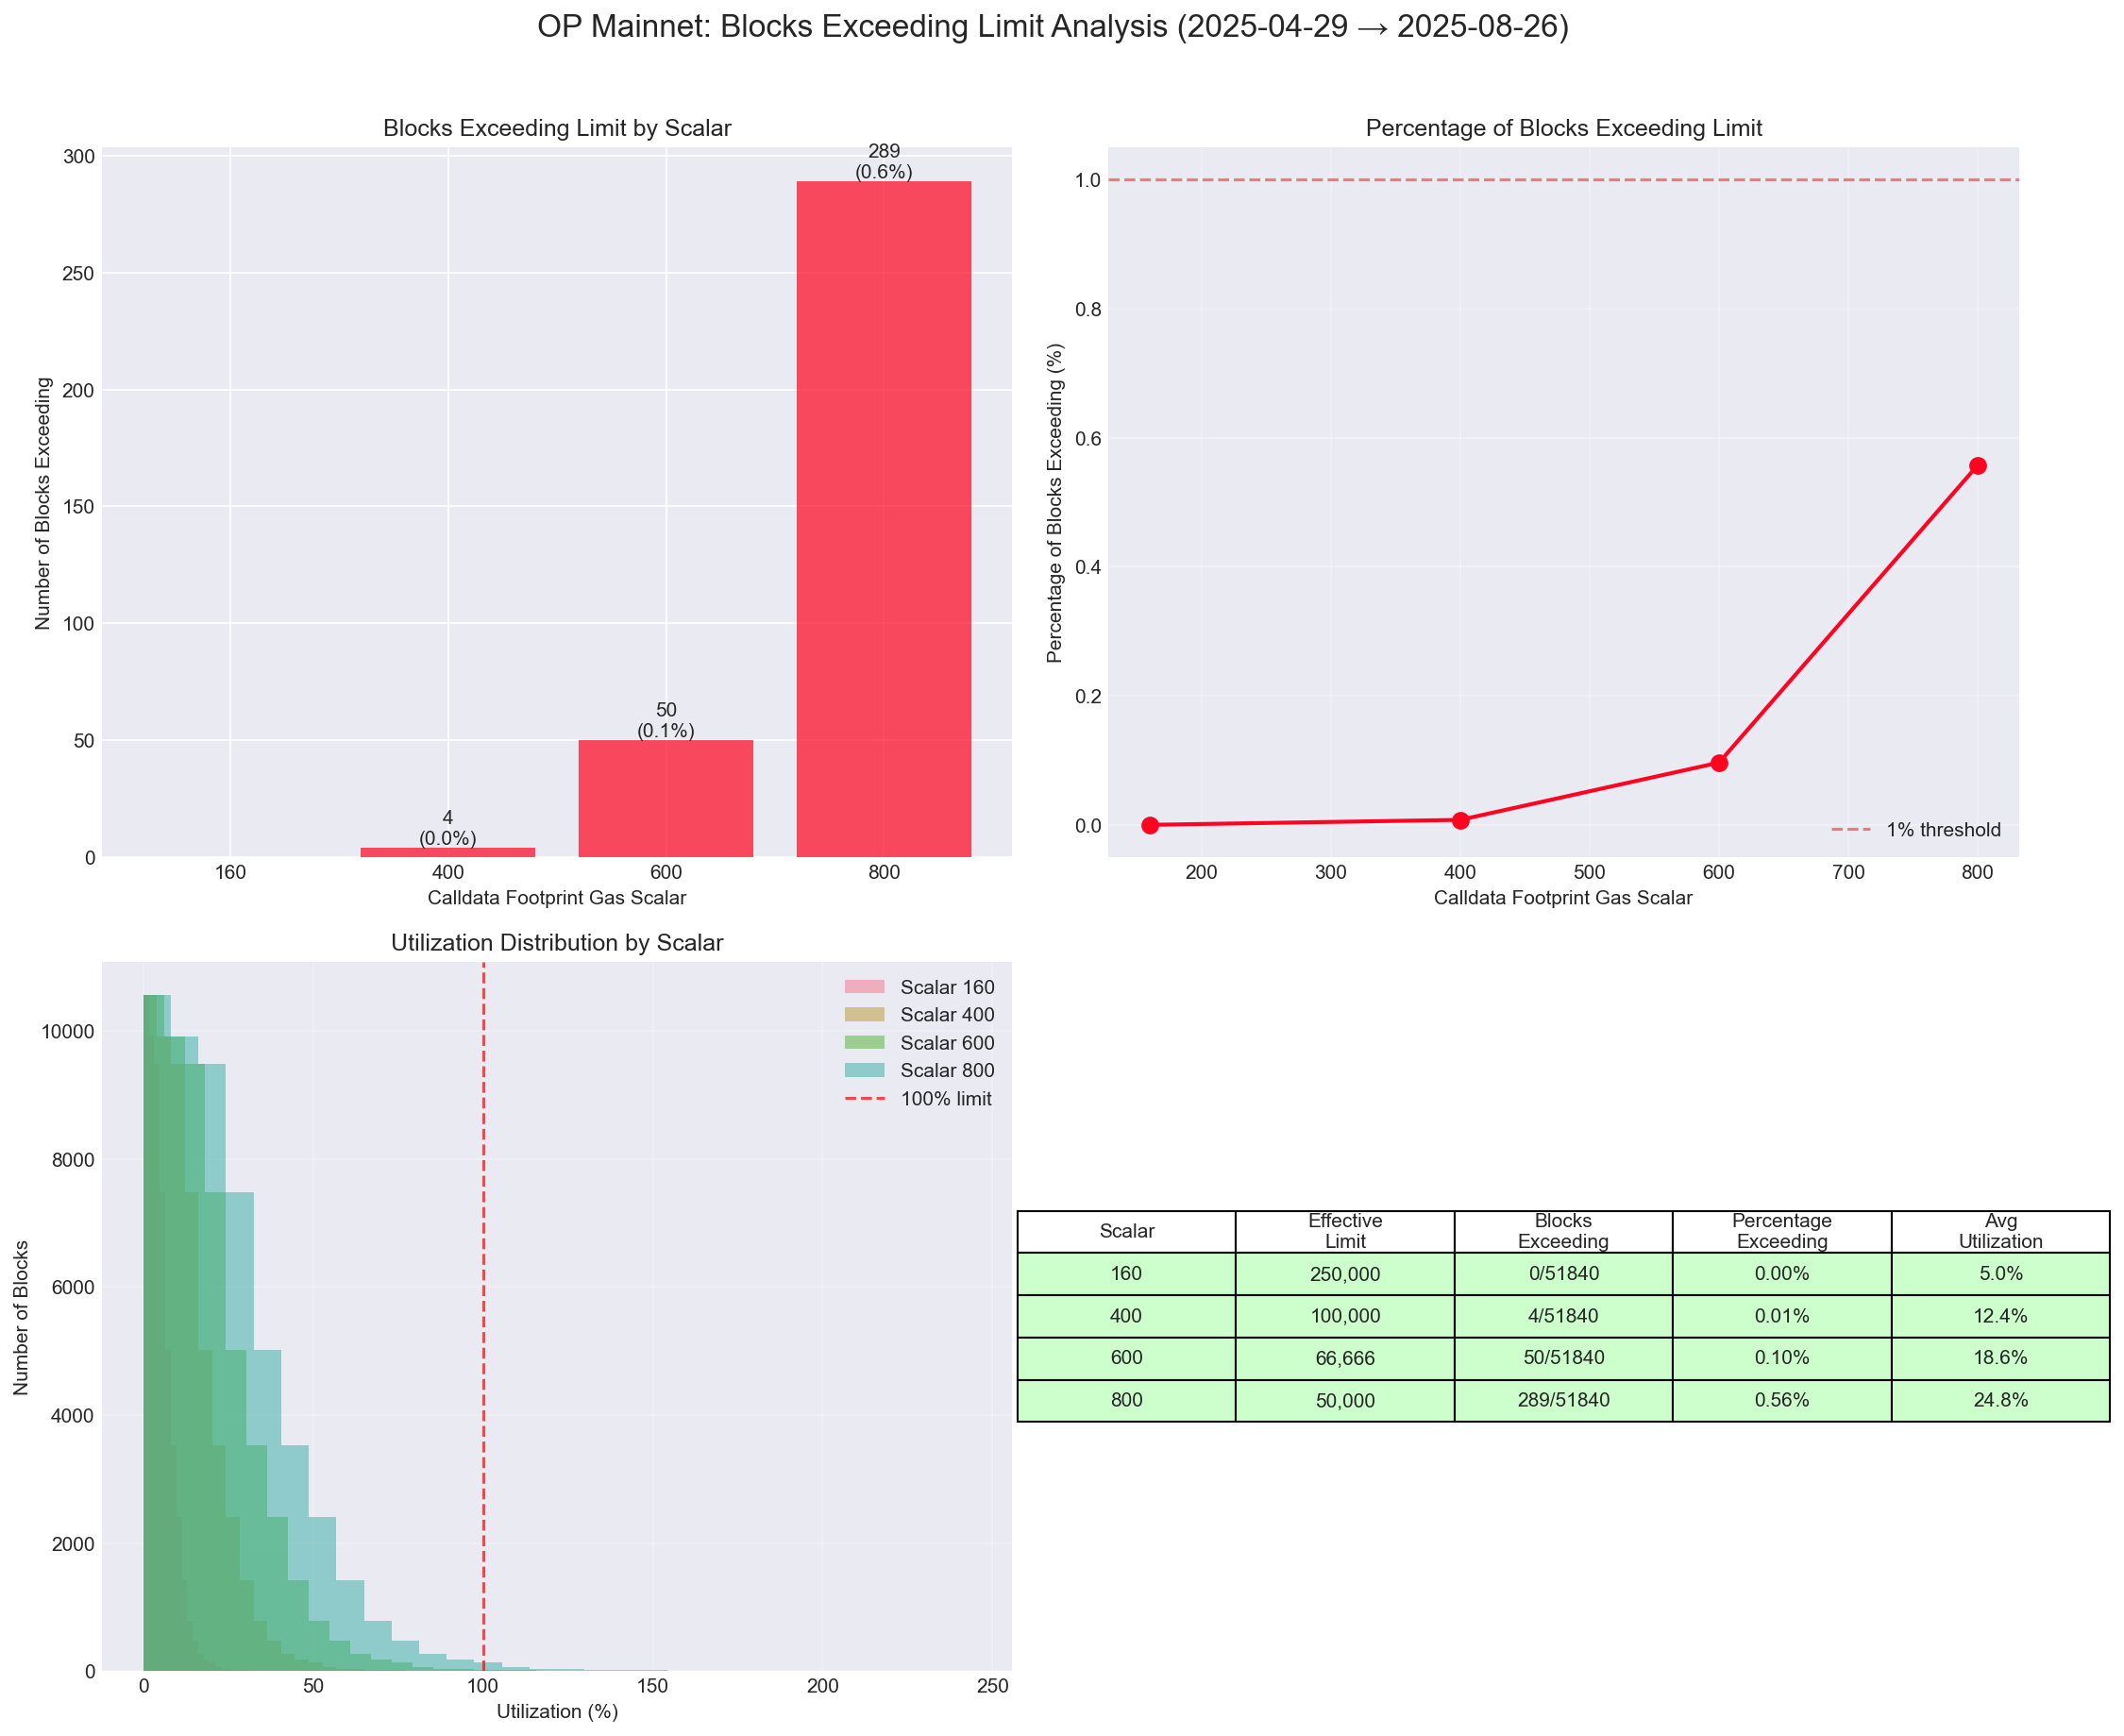 OP Mainnet: Blocks Exceeding Limit Analysis (2025-04-29 → 2025-08-26)
Blocks Exceeding Limit by Scalar
Number of Blocks Exceeding
300
250
200
150
100
50
0
289
(0.6%)
50
(0.1%)
4
(0.0%)
160 400 600 800
Calldata Footprint Gas Scalar
Percentage of Blocks Exceeding Limit
Percentage of Blocks Exceeding (%)
1.0
0.8
0.6
0.4
0.2
0.0
1% threshold
200 300 400 500 600 700 800
Calldata Footprint Gas Scalar
Utilization Distribution by Scalar
Number of Blocks
10000
8000
6000
4000
2000
0
Scalar 160
Scalar 400
Scalar 600
Scalar 800
100% limit
0 50 100 150 200 250
Utilization (%)
Scalar Effective Limit Blocks Exceeding Percentage Exceeding Avg Utilization
160 250,000 0/51840 0.00% 5.0%
400 100,000 4/51840 0.01% 12.4%
600 66,666 50/51840 0.10% 18.6%
800 50,000 289/51840 0.56% 24.8%